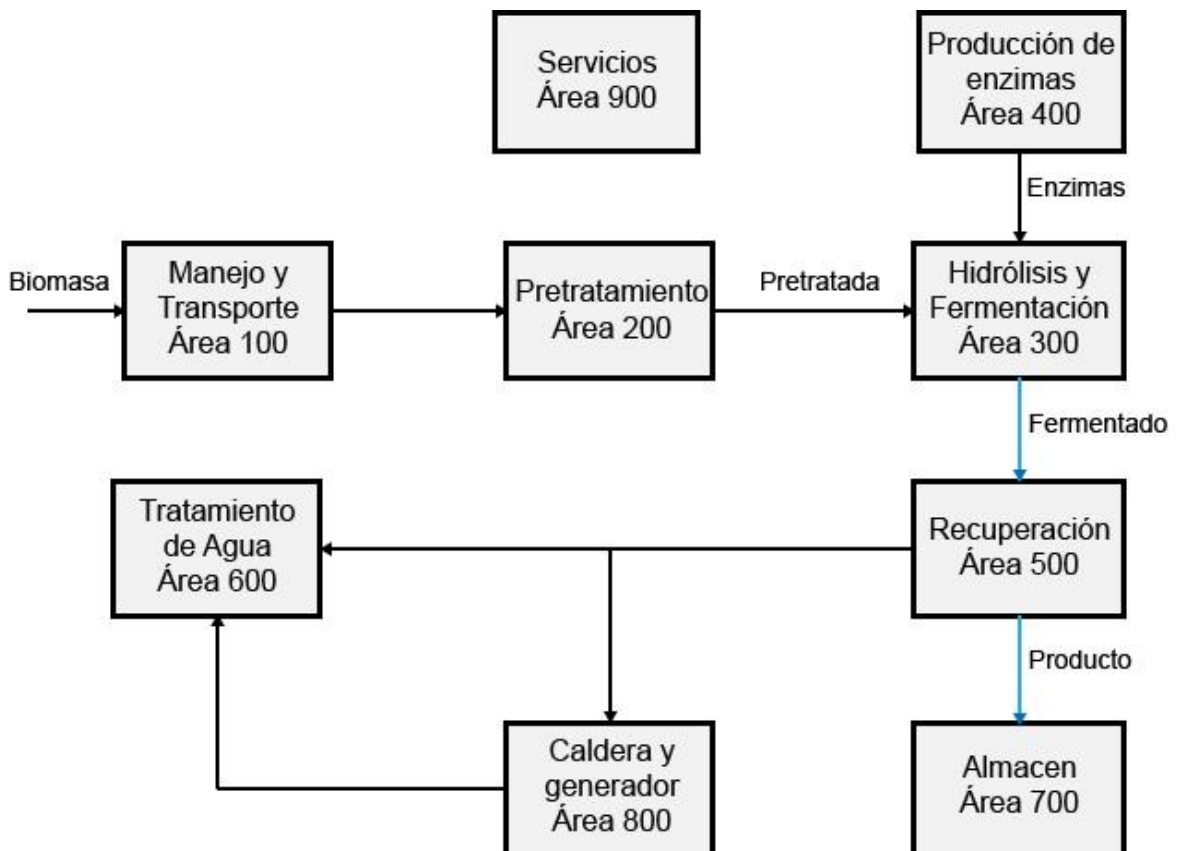 Servicios
Área 900
Producción de
enzimas
Área 400
Enzimas
Biomasa
Manejo y
Transporte
Área 100
Pretratamiento
Área 200
Pretratada
Hidrólisis y
Fermentación
Área 300
Fermentado
Tratamiento
de Agua
Área 600
Recuperación
Área 500
Producto
Caldera y
generador
Área 800
Almacen
Área 700